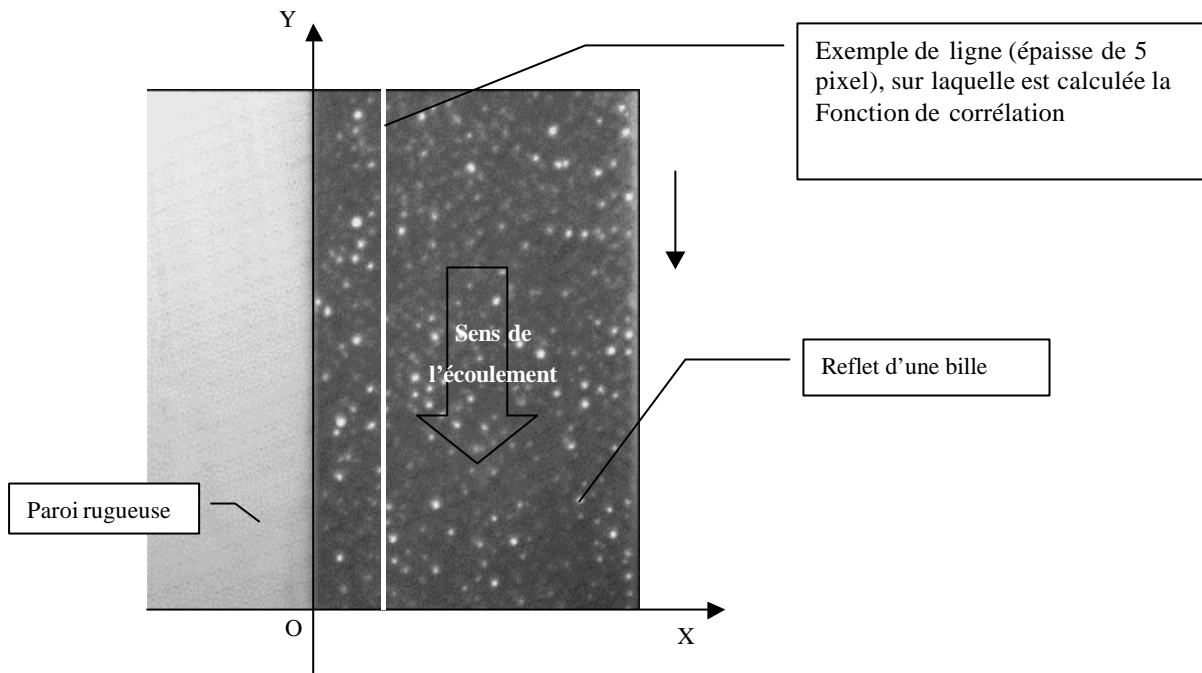 Y
Exemple de ligne (épaisse de 5
pixel), sur laquelle est calculée la
Fonction de corrélation
Sens de
l'écoulement
Reflet d'une bille
Paroi rugueuse
O
X